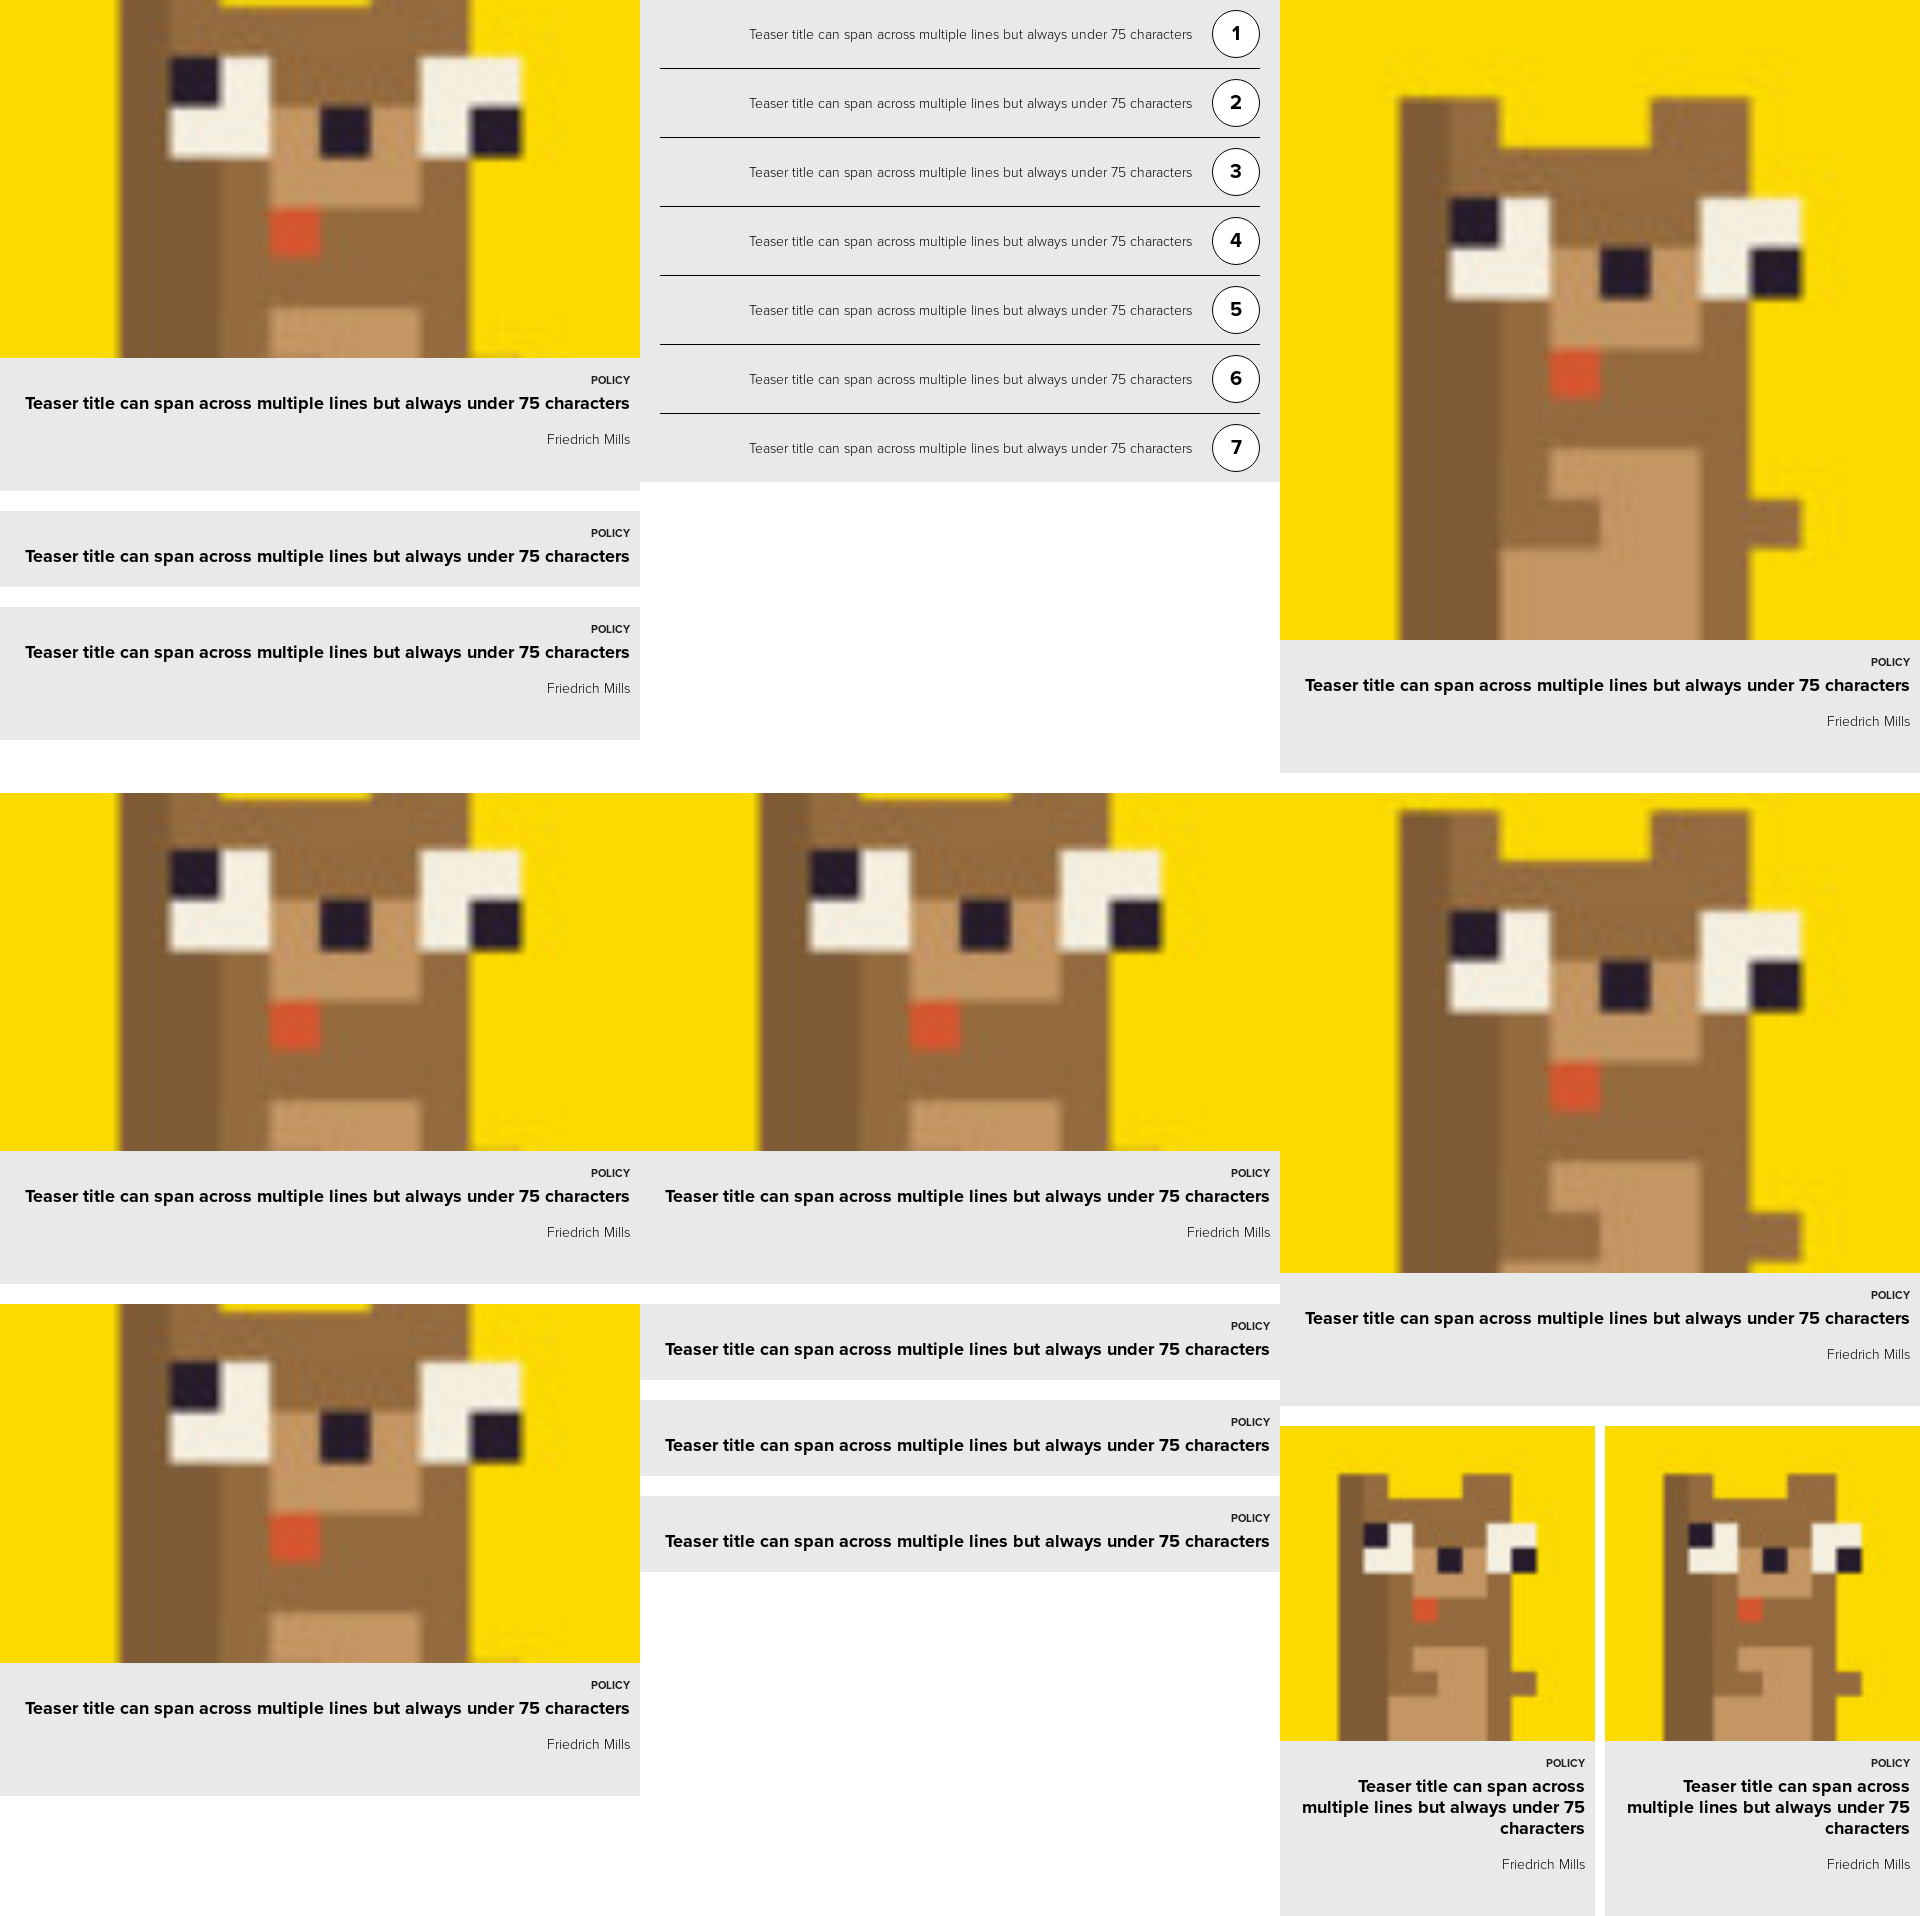 POLICY
Teaser title can span across multiple lines but always under 75 characters
Friedrich Mills
POLICY
Teaser title can span across multiple lines but always under 75 characters
POLICY
Teaser title can span across multiple lines but always under 75 characters
Friedrich Mills
Teaser title can span across multiple lines but always under 75 characters 1
Teaser title can span across multiple lines but always under 75 characters 2
Teaser title can span across multiple lines but always under 75 characters 3
Teaser title can span across multiple lines but always under 75 characters 4
Teaser title can span across multiple lines but always under 75 characters 5
Teaser title can span across multiple lines but always under 75 characters 6
Teaser title can span across multiple lines but always under 75 characters 7
POLICY
Teaser title can span across multiple lines but always under 75 characters
Friedrich Mills
POLICY
Teaser title can span across multiple lines but always under 75 characters
Friedrich Mills
POLICY
Teaser title can span across multiple lines but always under 75 characters
Friedrich Mills
POLICY
Teaser title can span across multiple lines but always under 75 characters
Friedrich Mills
POLICY
Teaser title can span across multiple lines but always under 75 characters
Friedrich Mills
POLICY
Teaser title can span across multiple lines but always under 75 characters
POLICY
Teaser title can span across multiple lines but always under 75 characters
POLICY
Teaser title can span across multiple lines but always under 75 characters
POLICY
Teaser title can span across
multiple lines but always under 75
characters
Friedrich Mills
POLICY
Teaser title can span across
multiple lines but always under 75
characters
Friedrich Mills